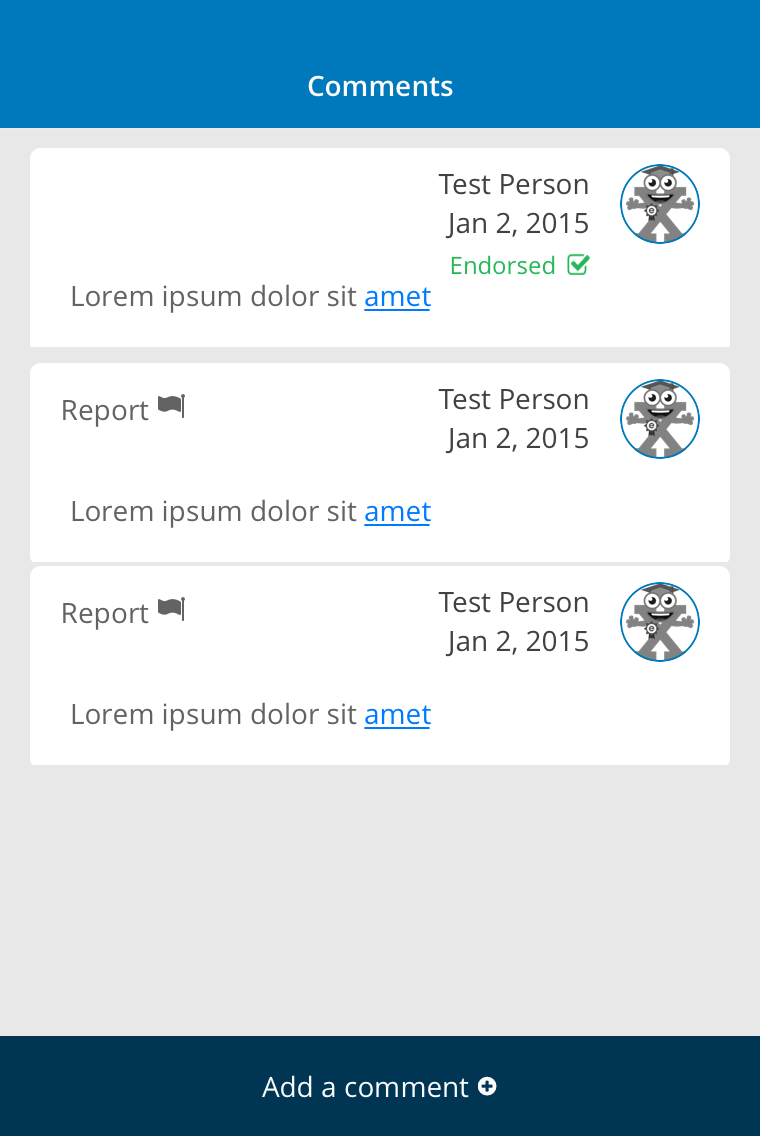 Comments
Test Person
Jan 2, 2015
Endorsed
Lorem ipsum dolor sit amet
Report
Test Person
Jan 2, 2015
Lorem ipsum dolor sit amet
Report
Test Person
Jan 2, 2015
Lorem ipsum dolor sit amet
Add a comment